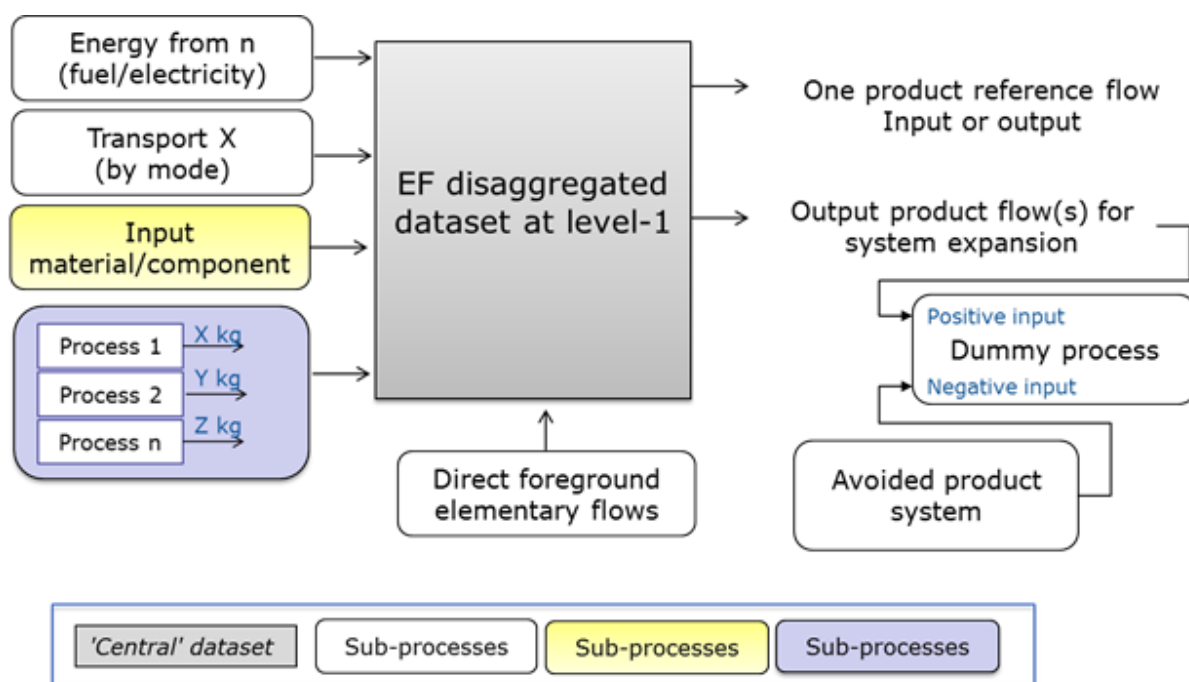 Energy from n
(fuel/electricity)
Transport X
(by mode)
Input
material/component
Process 1
X kg
Process 2
Y kg
Process n
Z kg
EF disaggregated
dataset at level-1
Direct foreground
elementary flows
One product reference flow
Input or output
Output product flow(s) for
system expansion
Positive input
Dummy process
Negative input
Avoided product
system
'Central' dataset
Sub-processes
Sub-processes
Sub-processes